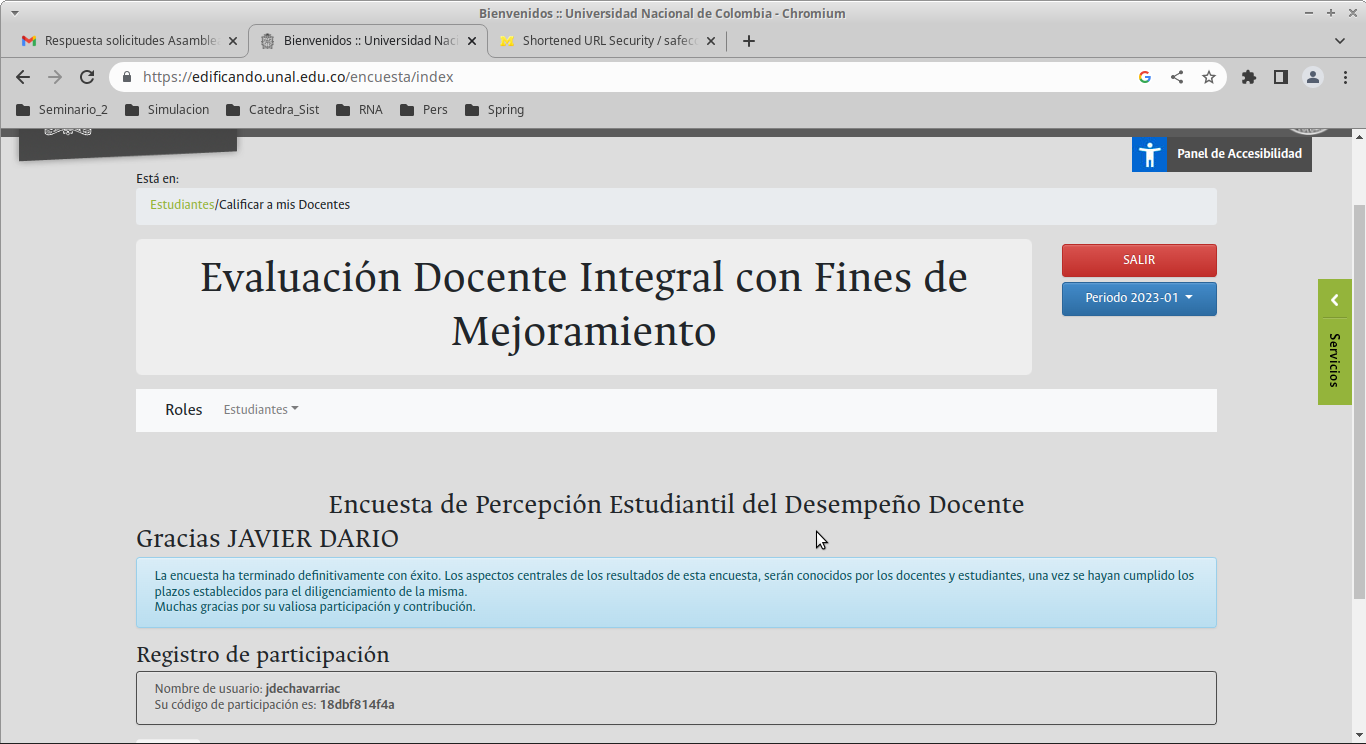 Bienvenidos :: Universidad Nacional de Colombia - Chromium
Respuesta solicitudes Asamble
Bienvenidos :: Universidad Naci
Shortened URL Security / safec
https://edificando.unal.edu.co/encuesta/index
Seminario_2 Simulacion Catedra_Sist RNA Pers Spring
Panel de Accesibilidad
Está en:
Estudiantes/Calificar a mis Docentes
Evaluación Docente Integral con Fines de
Mejoramiento
SALIR
Periodo 2023-01
Servicios
Roles Estudiantes
Encuesta de Percepción Estudiantil del Desempeño Docente
Gracias JAVIER DARIO
La encuesta ha terminado definitivamente con éxito. Los aspectos centrales de los resultados de esta encuesta, serán conocidos por los docentes y estudiantes, una vez se hayan cumplido los
plazos establecidos para el diligenciamiento de la misma.
Muchas gracias por su valiosa participación y contribución.
Registro de participación
Nombre de usuario: jdechavarriac
Su código de participación es: 18dbf814f4a